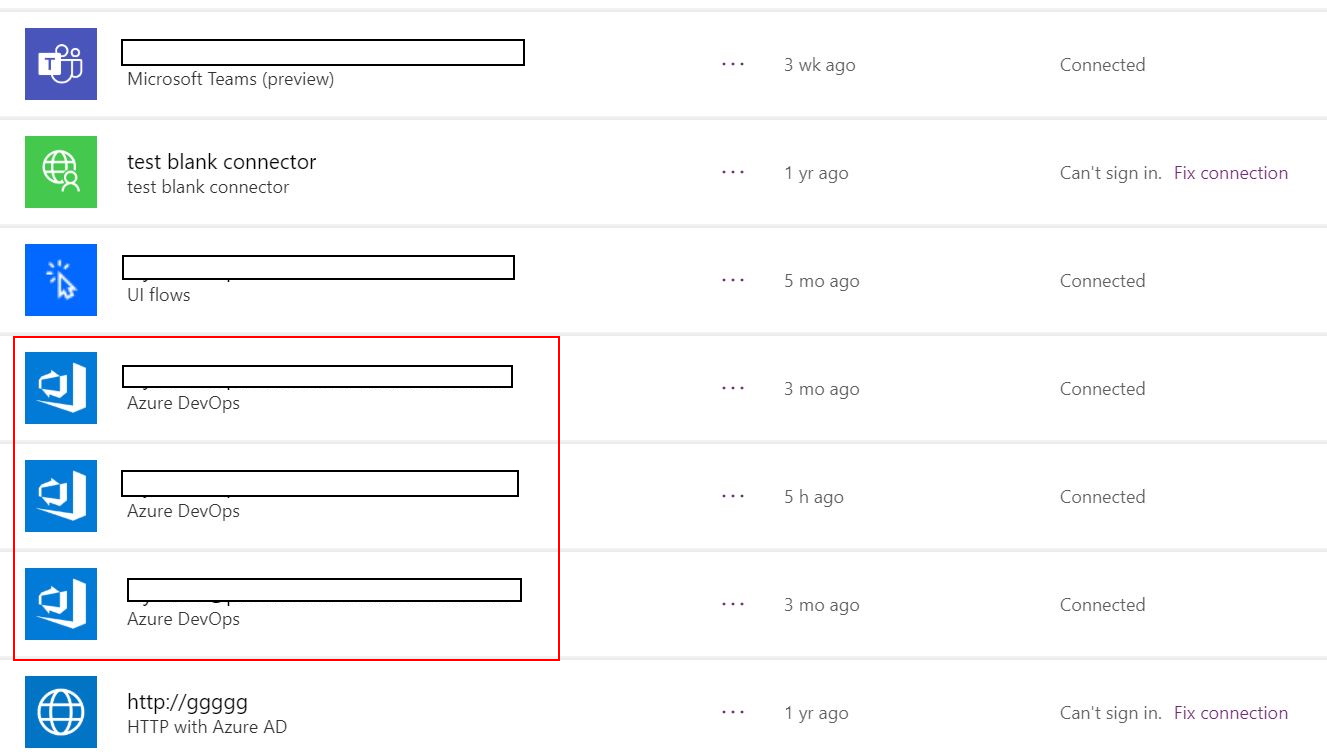 Microsoft Teams (preview)
··· 3 wk ago Connected
test blank connector
test blank connector
··· 1 yr ago Can't sign in. Fix connection
UI flows
··· 5 mo ago Connected
Azure DevOps
··· 3 mo ago Connected
Azure DevOps
··· 5 h ago Connected
Azure DevOps
··· 3 mo ago Connected
http://ggggg
HTTP with Azure AD
··· 1 yr ago Can't sign in. Fix connection